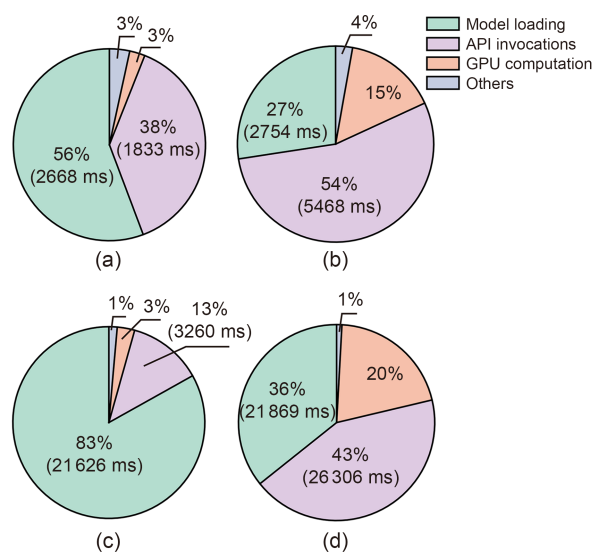 Model loading
API invocations
GPU computation
Others
3%
3%
38%
(1833 ms)
56%
(2668 ms)
(a)
4%
15%
27%
(2754 ms)
54%
(5468 ms)
(b)
1%
3%
13%
(3260 ms)
83%
(21 626 ms)
(c)
1%
20%
36%
(21 869 ms)
43%
(26 306 ms)
(d)